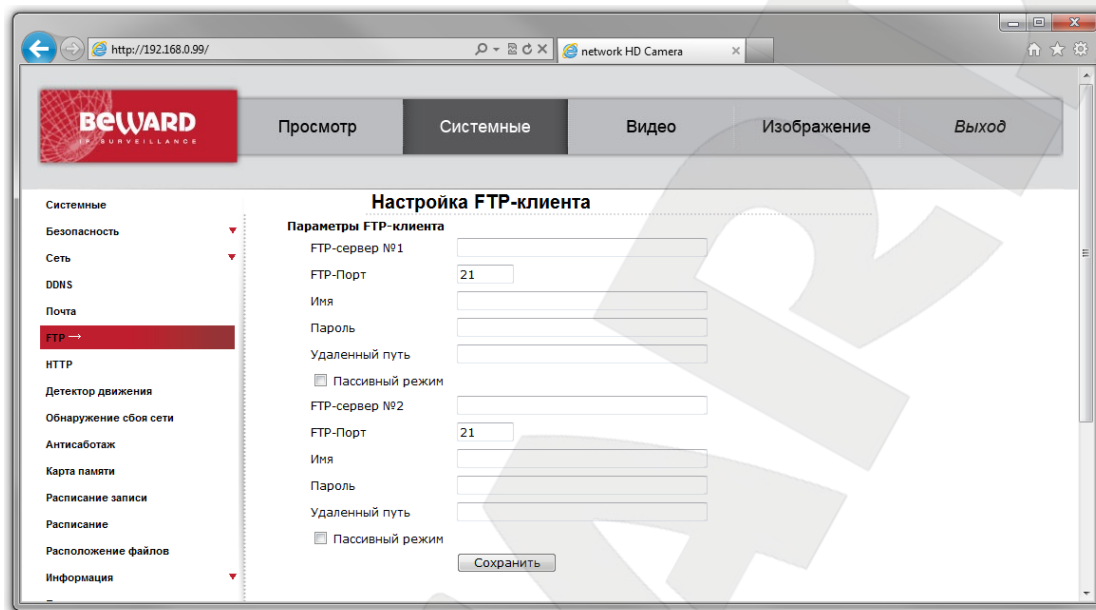 http://192.168.0.99/
network HD Camera
BEWARD
IP SURVEILLANCE
Просмотр
Системные
Видео
Изображение
Выход
Системные
Безопасность
Сеть
DDNS
Почта
FTP
HTTP
Детектор движения
Обнаружение сбоя сети
Антисаботаж
Карта памяти
Расписание записи
Расписание
Расположение файлов
Информация
Настройка FTP-клиента
Параметры FTP-клиента
FTP-сервер №1
FTP-Порт 21
Имя
Пароль
Удаленный путь
Пассивный режим
FTP-сервер №2
FTP-Порт 21
Имя
Пароль
Удаленный путь
Пассивный режим
Сохранить